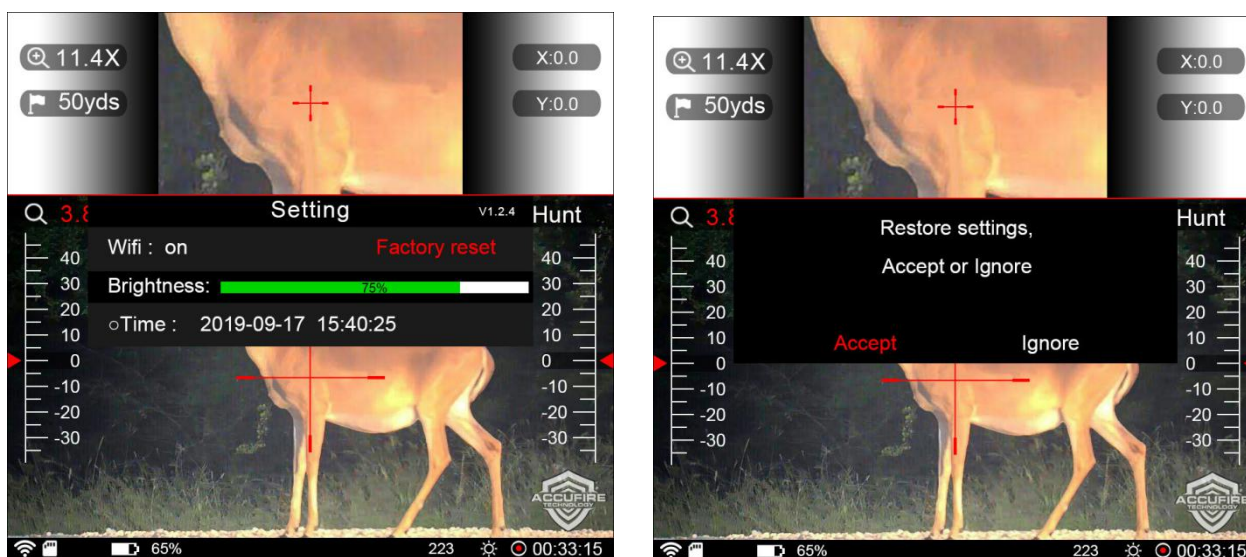 11.4X
X:0.0
50yds
Y:0.0
Setting V1.2.4
3.8 Hunt
Wifi : on Factory reset
Brightness: 75%
Time : 2019-09-17 15:40:25
40 40
30 30
20 20
10 10
0 0
-10 -10
-20 -20
-30 -30
ACCUFIRE
TECHNOLOGY
65% 223 00:33:15
11.4X
X:0.0
50yds
Y:0.0
Hunt
Restore settings,
Accept or Ignore
Accept Ignore
40 40
30 30
20 20
10 10
0 0
-10 -10
-20 -20
-30 -30
ACCUFIRE
TECHNOLOGY
65% 223 00:33:15